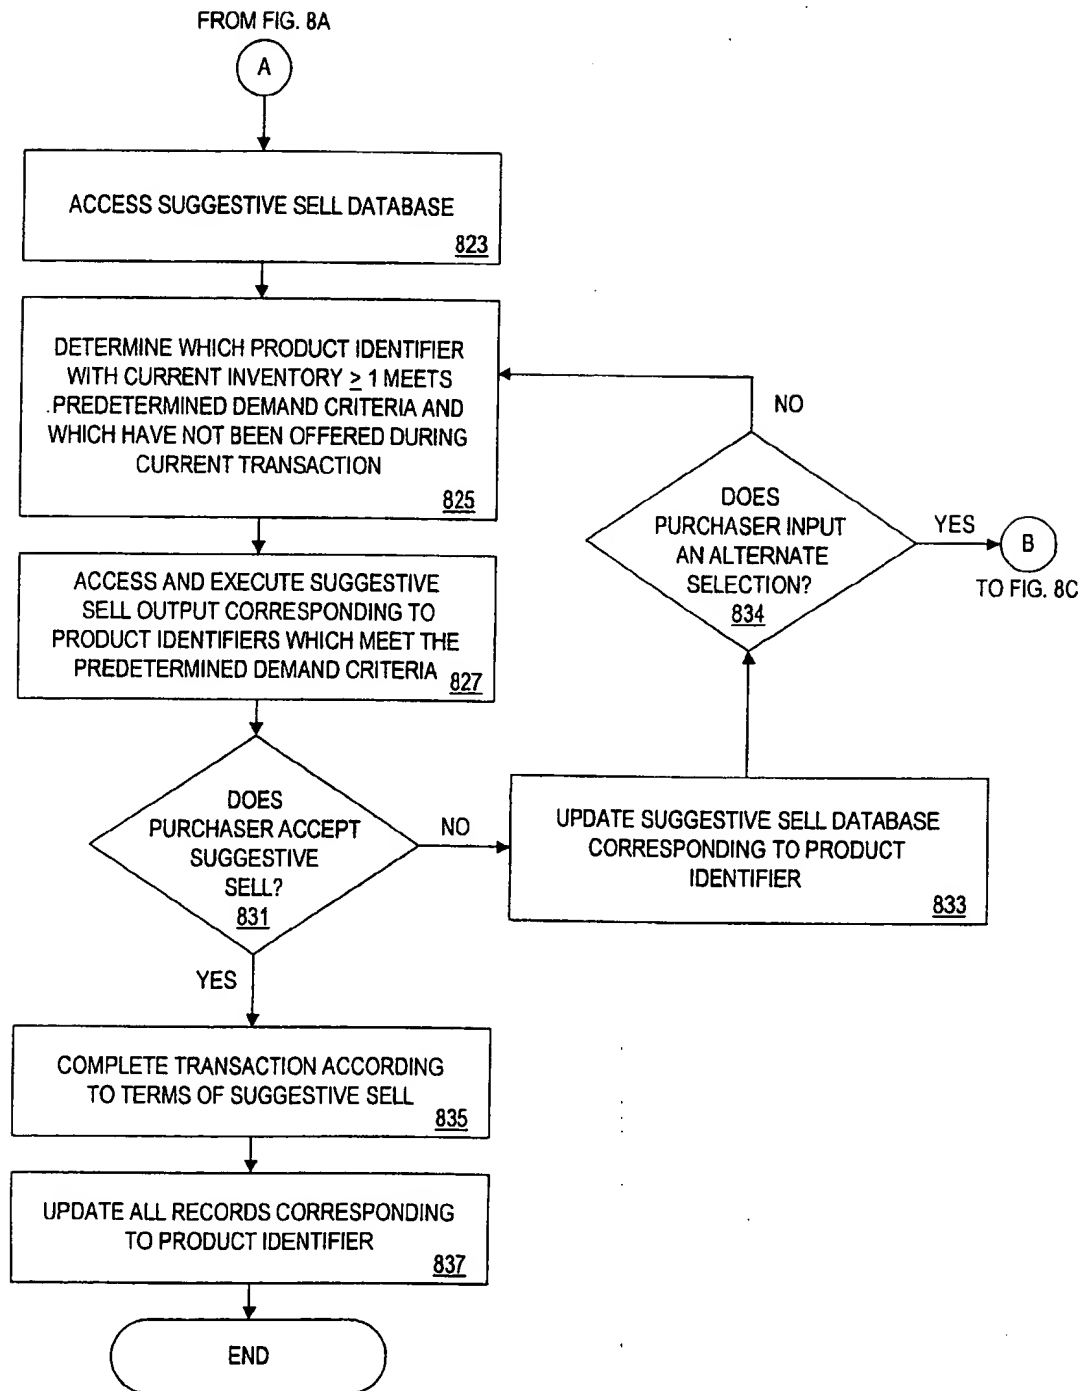 FROM FIG. 8A
A
ACCESS SUGGESTIVE SELL DATABASE
823
DETERMINE WHICH PRODUCT IDENTIFIER
WITH CURRENT INVENTORY ≥ 1 MEETS
PREDETERMINED DEMAND CRITERIA AND
WHICH HAVE NOT BEEN OFFERED DURING
CURRENT TRANSACTION
825
ACCESS AND EXECUTE SUGGESTIVE
SELL OUTPUT CORRESPONDING TO
PRODUCT IDENTIFIERS WHICH MEET THE
PREDETERMINED DEMAND CRITERIA
827
DOES
PURCHASER ACCEPT
SUGGESTIVE
SELL?
831
NO
UPDATE SUGGESTIVE SELL DATABASE
CORRESPONDING TO PRODUCT
IDENTIFIER
833
DOES
PURCHASER INPUT
AN ALTERNATE
SELECTION?
834
NO
YES
B
TO FIG. 8C
YES
COMPLETE TRANSACTION ACCORDING
TO TERMS OF SUGGESTIVE SELL
835
UPDATE ALL RECORDS CORRESPONDING
TO PRODUCT IDENTIFIER
837
END